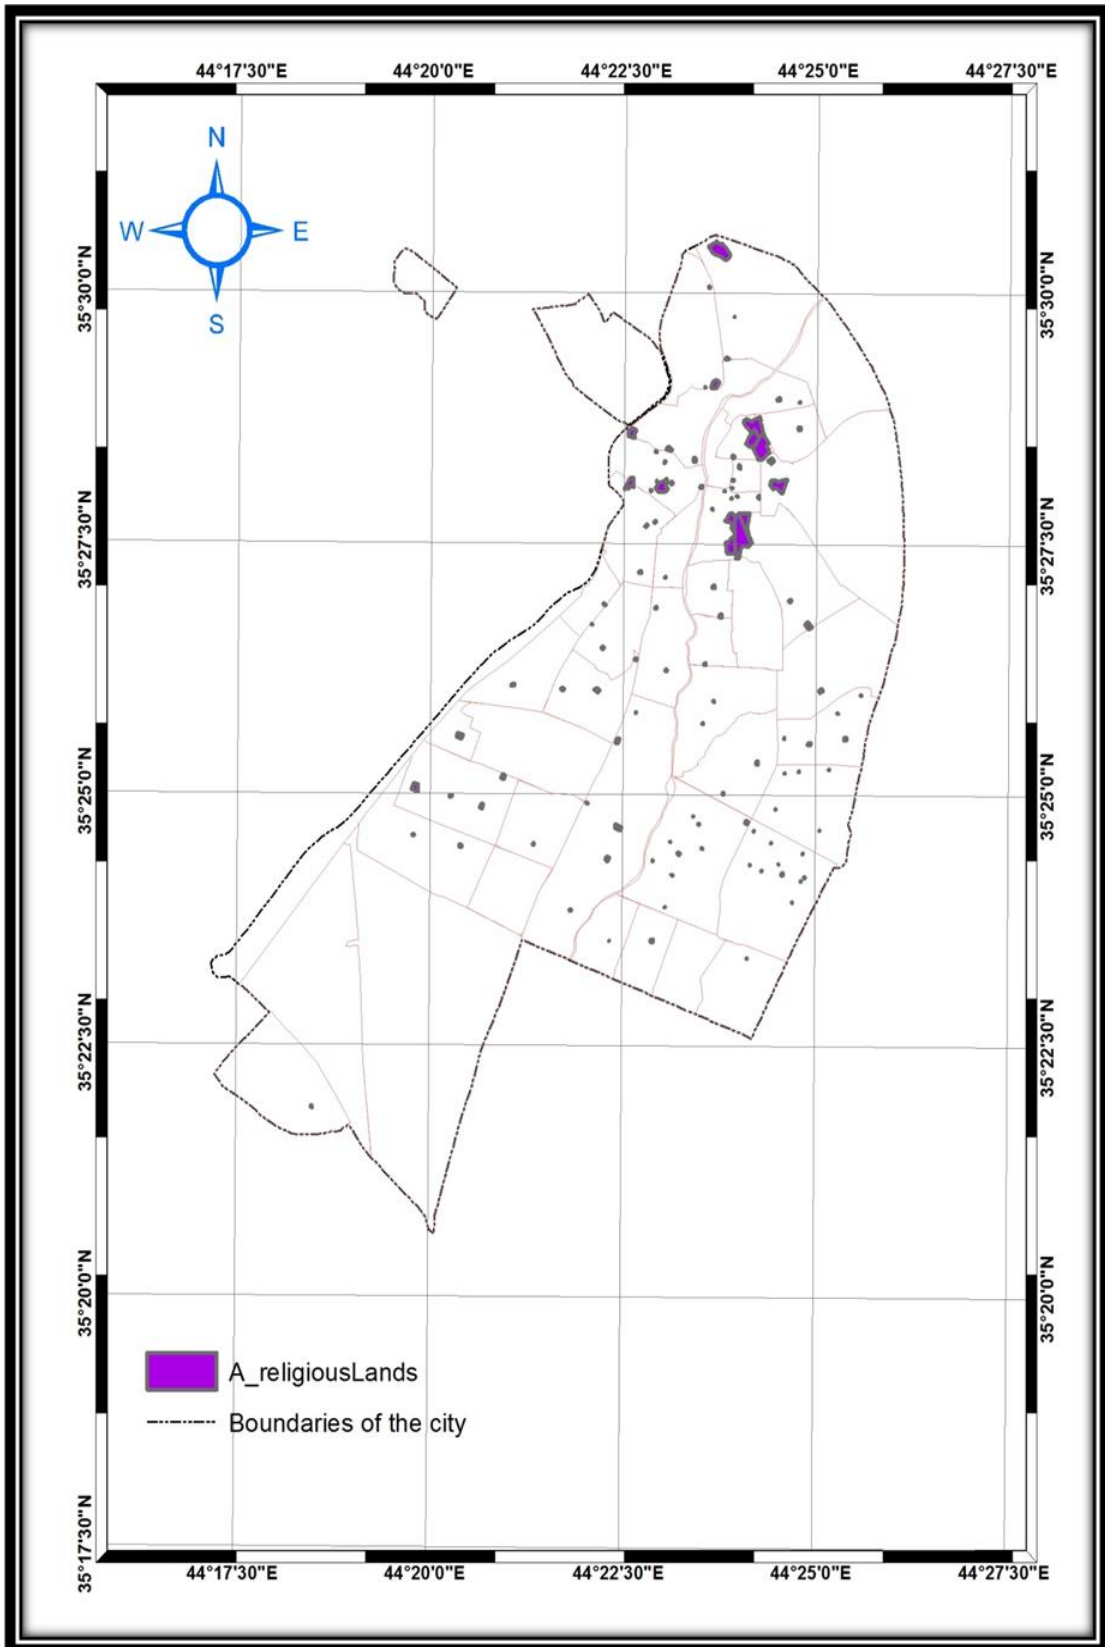 44°17'30"E 44°20'0"E 44°22'30"E 44°25'0"E 44°27'30"E
N
W E
S
35°30'0"N 35°30'0"N
35°27'30"N 35°27'30"N
35°25'0"N 35°25'0"N
35°22'30"N 35°22'30"N
35°20'0"N 35°20'0"N
A_religiousLands
Boundaries of the city
35°17'30"N
44°17'30"E 44°20'0"E 44°22'30"E 44°25'0"E 44°27'30"E